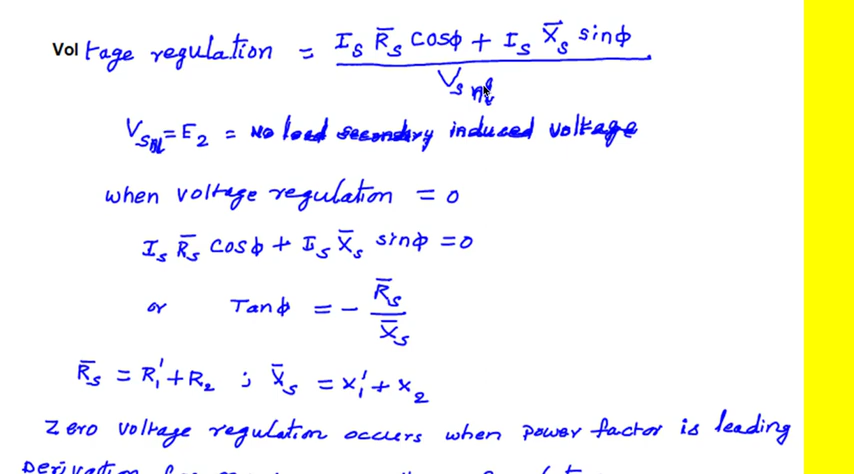 Voltage regulation = (I_S R̄_S cosφ + I_S X̄_S sinφ) / V_S nl
V_Snl = E_2 = No load secondary induced voltage
when voltage regulation = 0
I_S R̄_S cosφ + I_S X̄_S sinφ = 0
or Tanφ = - R̄_S / X̄_S
R̄_S = R_1' + R_2 ; X̄_S = X_1' + X_2
Zero voltage regulation occurs when power factor is leading
Derivation